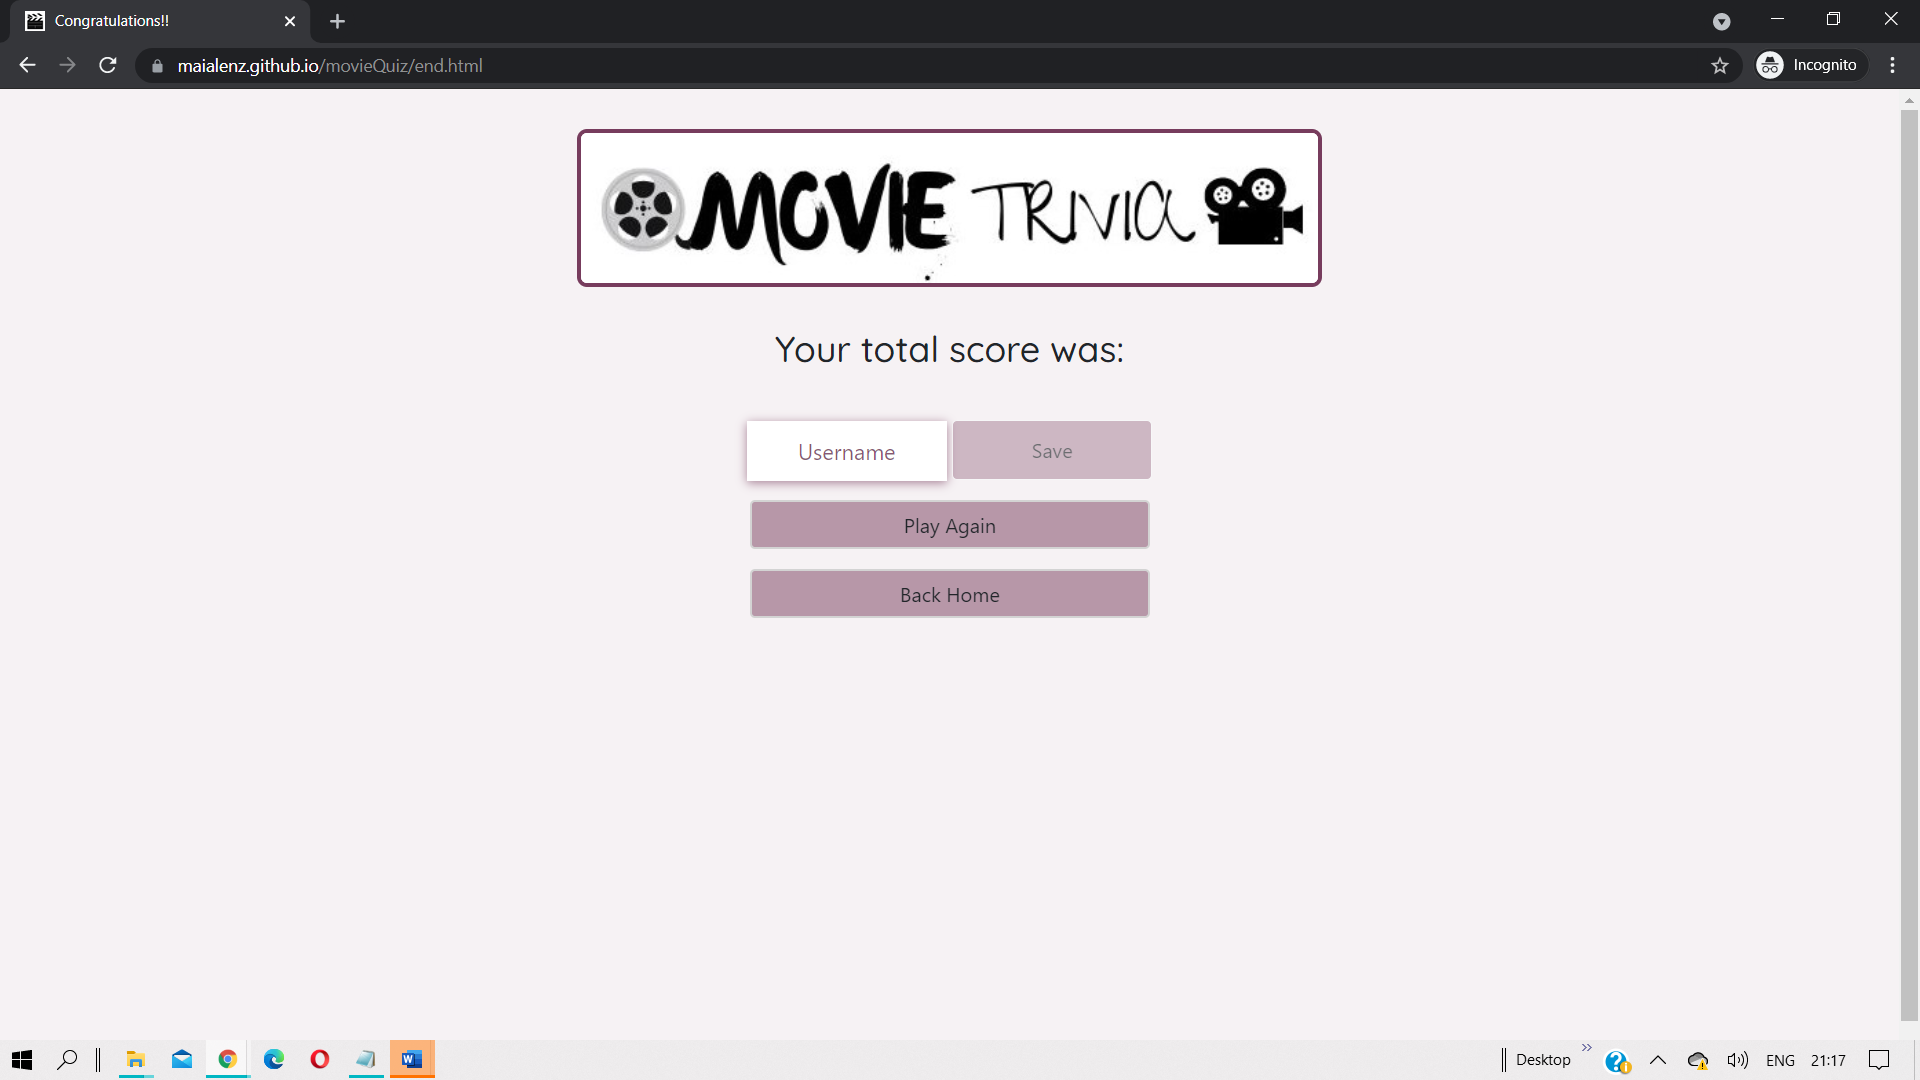 Congratulations!!
maialenz.github.io/movieQuiz/end.html
Incognito
MOVIE TRIVIA
Your total score was:
Username
Save
Play Again
Back Home
Desktop
ENG
21:17